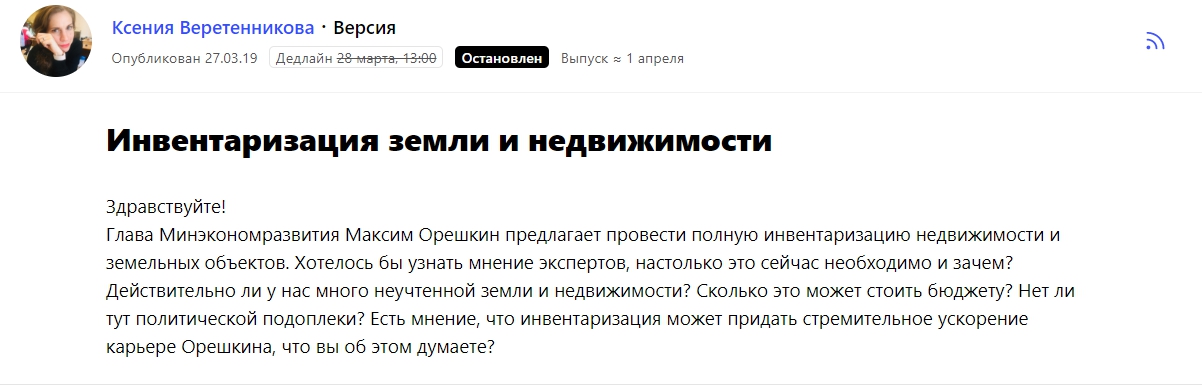 Ксения Веретенникова · Версия
Опубликован 27.03.19 Дедлайн 28 марта, 13:00 Остановлен Выпуск ≈ 1 апреля
Инвентаризация земли и недвижимости
Здравствуйте!
Глава Минэкономразвития Максим Орешкин предлагает провести полную инвентаризацию недвижимости и
земельных объектов. Хотелось бы узнать мнение экспертов, настолько это сейчас необходимо и зачем?
Действительно ли у нас много неучтенной земли и недвижимости? Сколько это может стоить бюджету? Нет ли
тут политической подоплеки? Есть мнение, что инвентаризация может придать стремительное ускорение
карьере Орешкина, что вы об этом думаете?